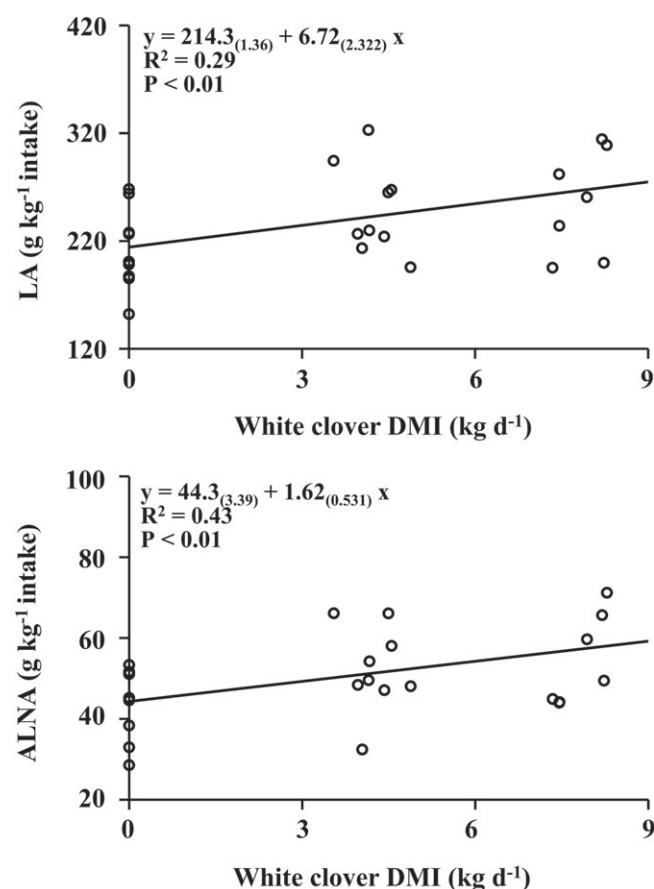 420
y = 214.3(1.36) + 6.72(2.322) x
R² = 0.29
P < 0.01
320
LA (g kg⁻¹ intake)
220
120
0 3 6 9
White clover DMI (kg d⁻¹)
100
y = 44.3(3.39) + 1.62(0.531) x
R² = 0.43
P < 0.01
80
ALNA (g kg⁻¹ intake)
60
40
20
0 3 6 9
White clover DMI (kg d⁻¹)